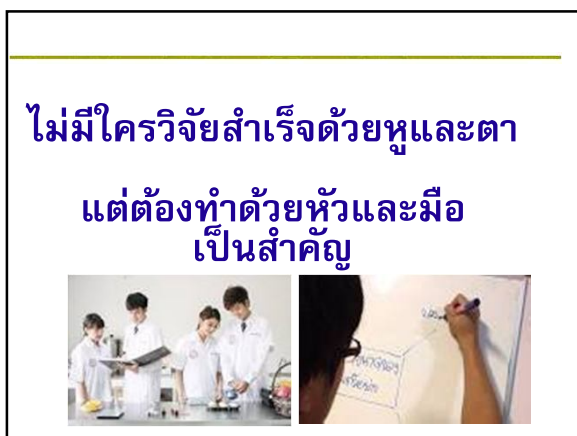 ไม่มีใครวิจัยสำเร็จด้วยหูและตา
แต่ต้องทำด้วยหัวและมือ
เป็นสำคัญ